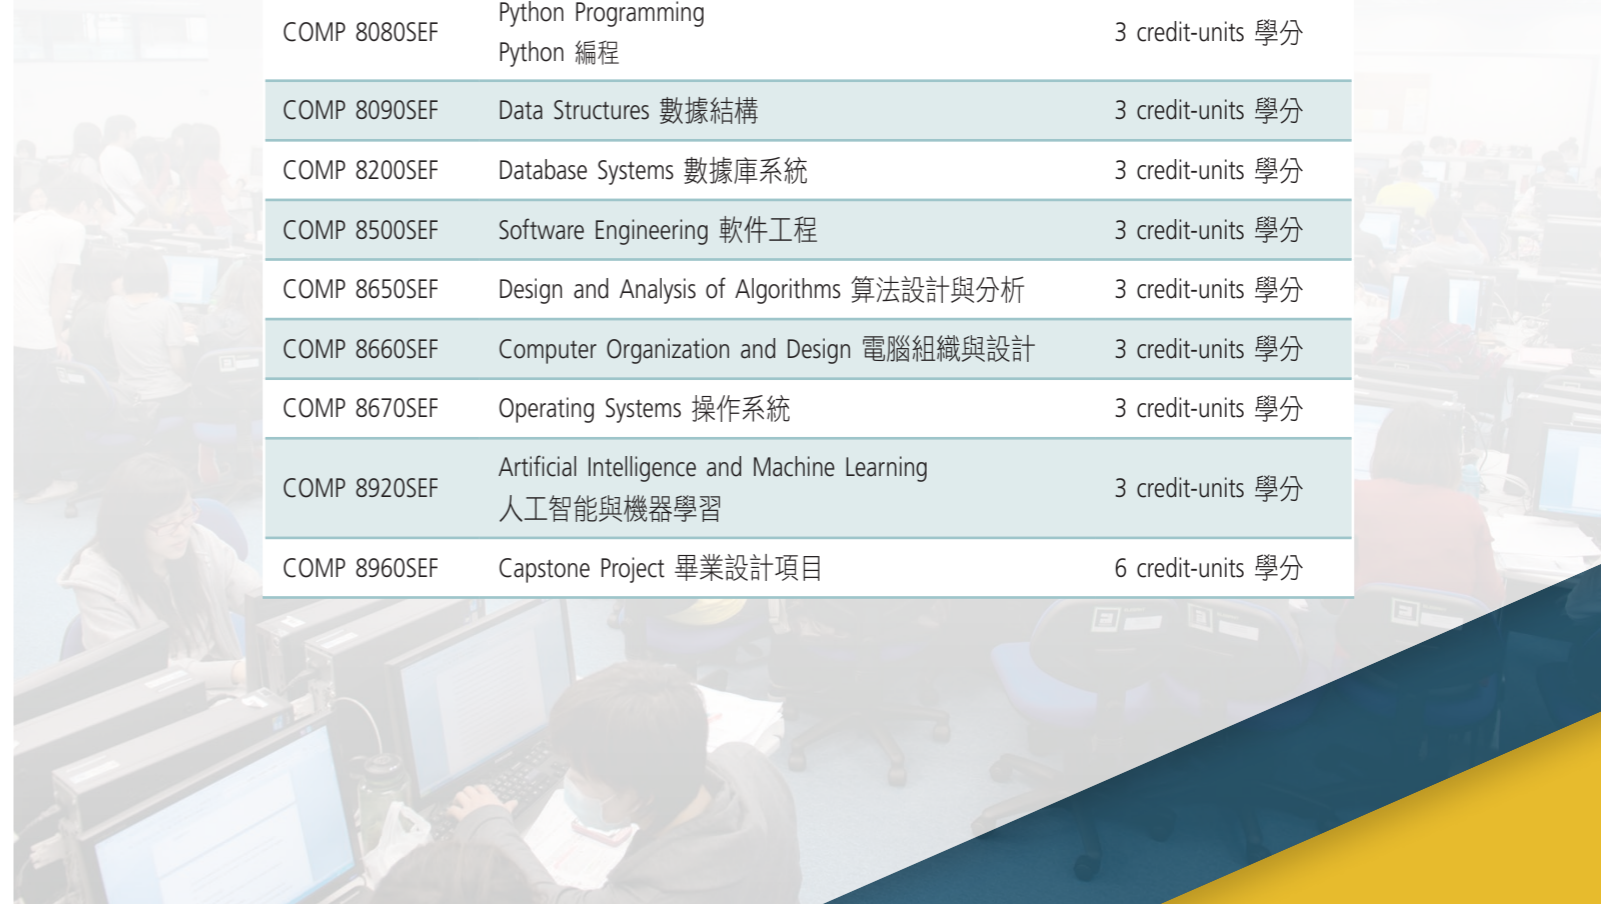 Python Programming
COMP 8080SEF 3 credit-units 學分
Python 編程
COMP 8090SEF Data Structures 數據結構 3 credit-units 學分
COMP 8200SEF Database Systems 數據庫系統 3 credit-units 學分
COMP 8500SEF Software Engineering 軟件工程 3 credit-units 學分
COMP 8650SEF Design and Analysis of Algorithms 算法設計與分析 3 credit-units 學分
COMP 8660SEF Computer Organization and Design 電腦組織與設計 3 credit-units 學分
COMP 8670SEF Operating Systems 操作系統 3 credit-units 學分
Artificial Intelligence and Machine Learning
COMP 8920SEF 3 credit-units 學分
人工智能與機器學習
COMP 8960SEF Capstone Project 畢業設計項目 6 credit-units 學分